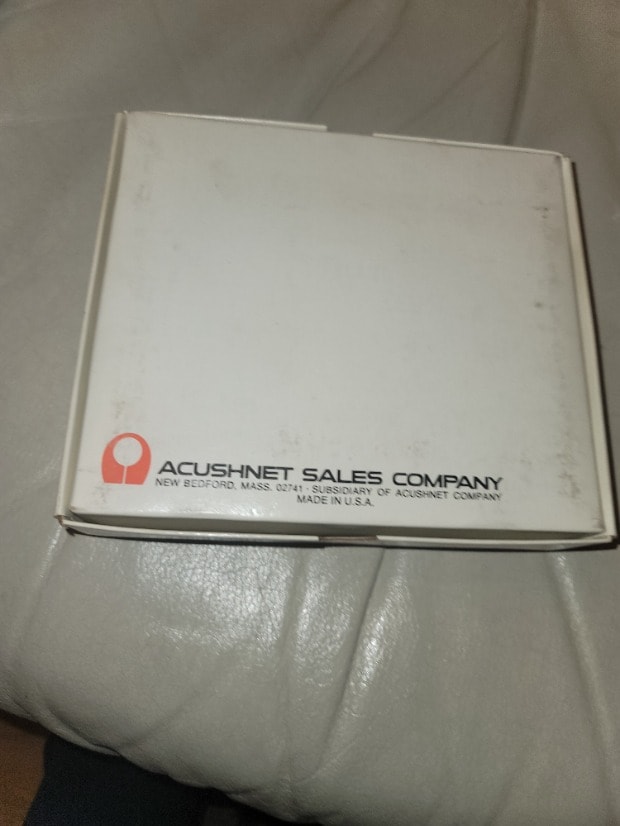 ACUSHNET SALES COMPANY
NEW BEDFORD, MASS. 02741 · SUBSIDIARY OF ACUSHNET COMPANY
MADE IN U.S.A.